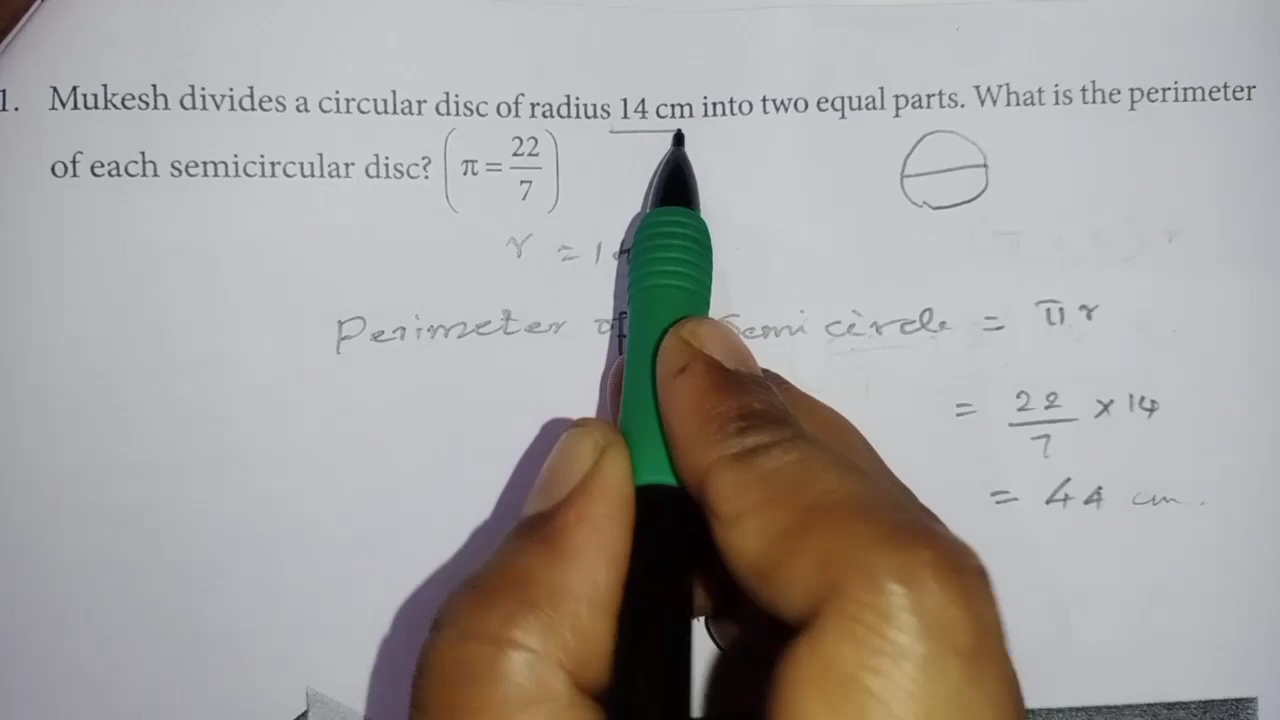 1. Mukesh divides a circular disc of radius 14 cm into two equal parts. What is the perimeter
of each semicircular disc? (π = 22/7)
r = 14
Perimeter of Semi circle = πr
= 22/7 × 14
= 44 cm.